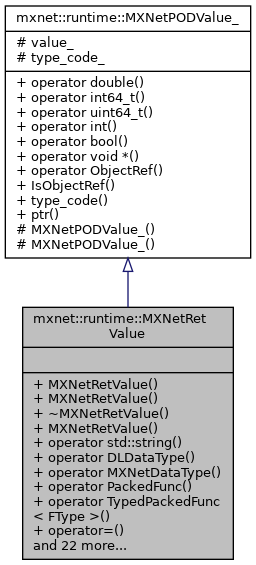 mxnet::runtime::MXNetPODValue_
# value_
# type_code_
+ operator double()
+ operator int64_t()
+ operator uint64_t()
+ operator int()
+ operator bool()
+ operator void *()
+ operator ObjectRef()
+ IsObjectRef()
+ type_code()
+ ptr()
# MXNetPODValue_()
# MXNetPODValue_()
mxnet::runtime::MXNetRet
Value
+ MXNetRetValue()
+ MXNetRetValue()
+ ~MXNetRetValue()
+ MXNetRetValue()
+ operator std::string()
+ operator DLDataType()
+ operator MXNetDataType()
+ operator PackedFunc()
+ operator TypedPackedFunc
< FType >()
+ operator=()
and 22 more...